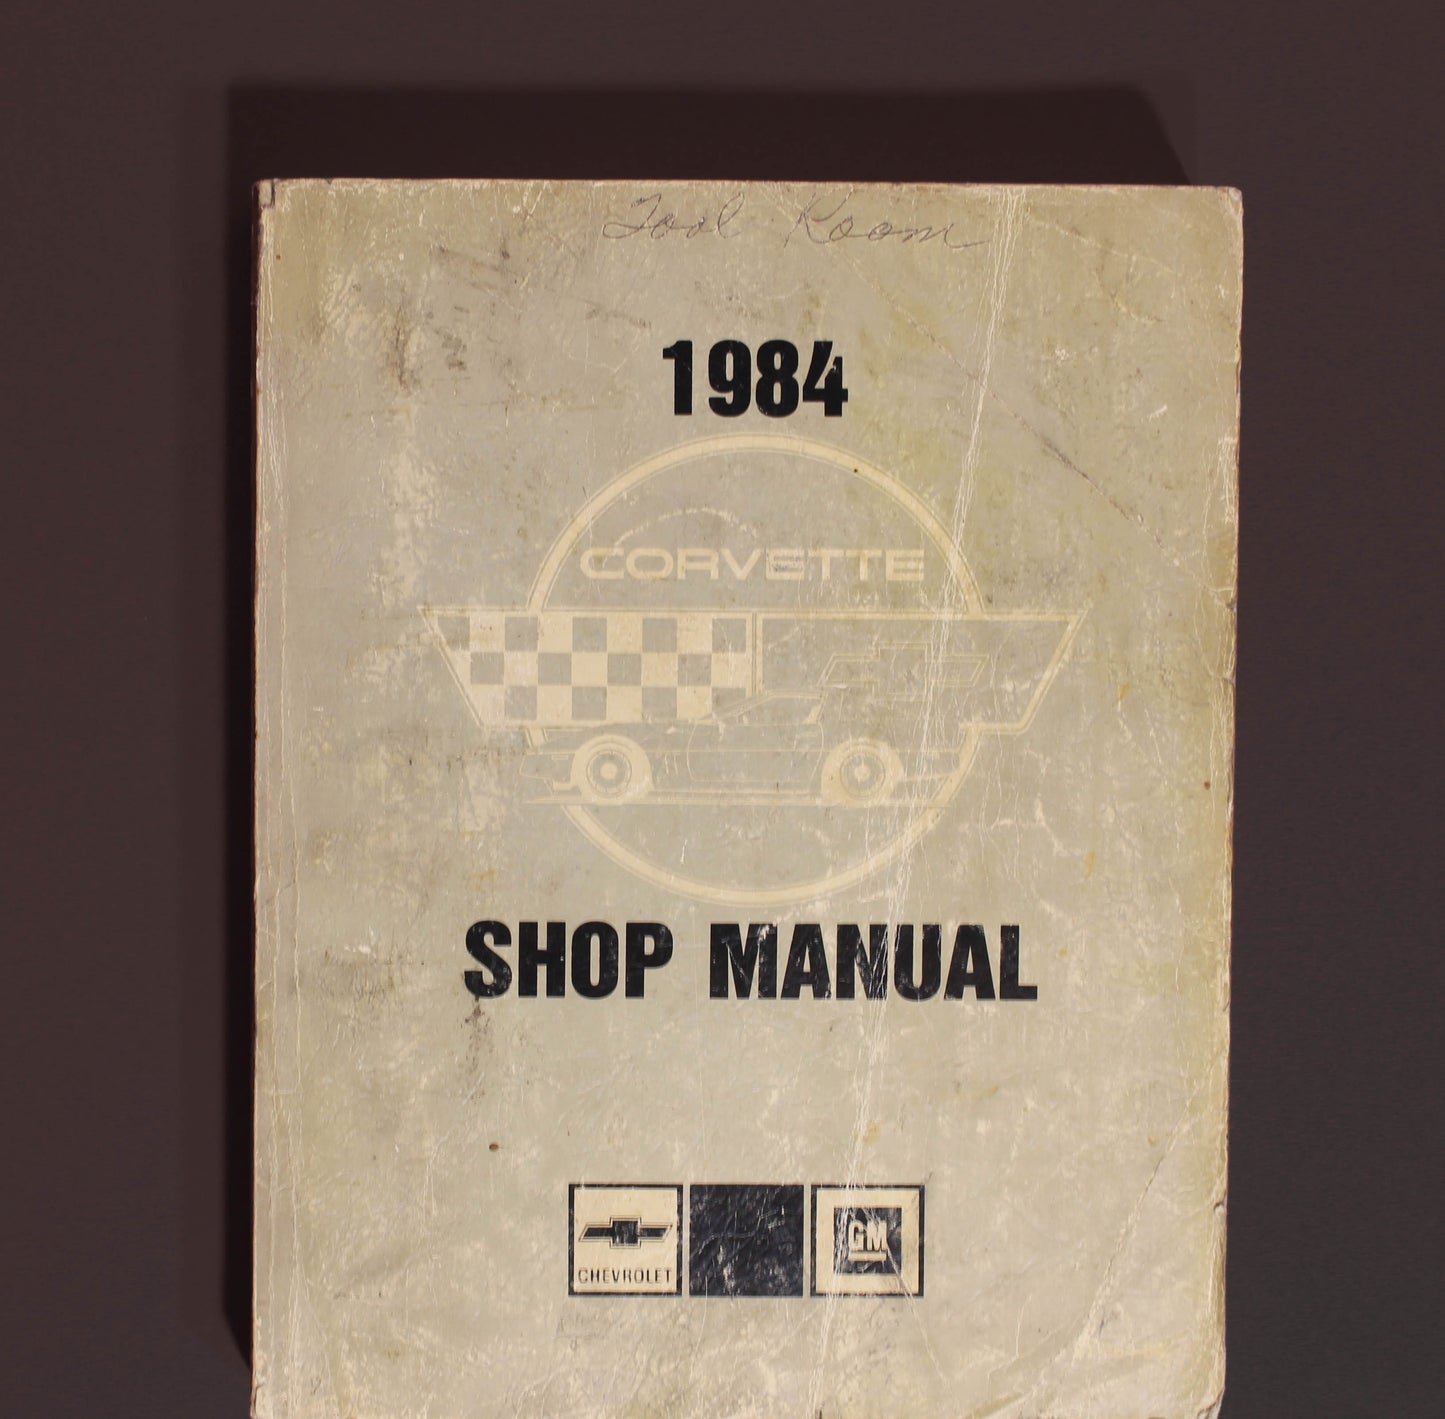 Tool Room
1984
CORVETTE
SHOP MANUAL
CHEVROLET
GM